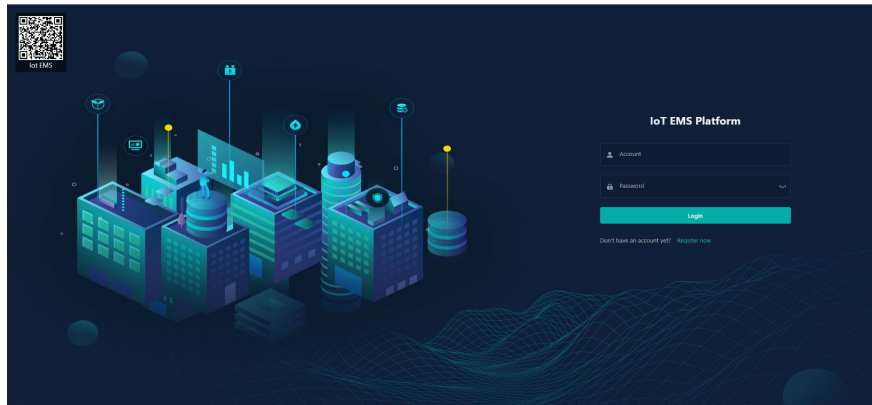 Iot EMS
IoT EMS Platform
Account
Password
Login
Don't have an account yet? Register now